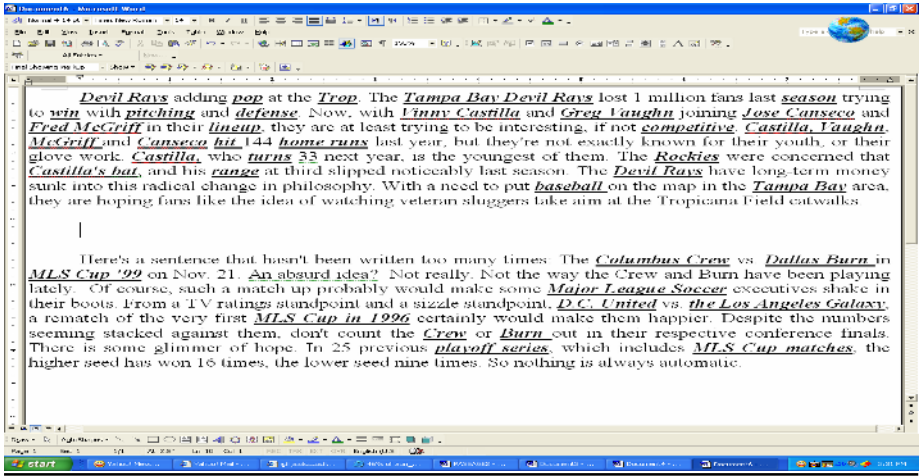 Document6 - Microsoft Word
Devil Rays adding pop at the Trop. The Tampa Bay Devil Rays lost 1 million fans last season trying
to win with pitching and defense. Now, with Vinny Castilla and Greg Vaughn joining Jose Canseco and
Fred McGriff in their lineup, they are at least trying to be interesting, if not competitive. Castilla, Vaughn,
McGriff and Canseco hit 144 home runs last year, but they're not exactly known for their youth, or their
glove work. Castilla, who turns 33 next year, is the youngest of them. The Rockies were concerned that
Castilla's bat, and his range at third slipped noticeably last season. The Devil Rays have long-term money
sunk into this radical change in philosophy. With a need to put baseball on the map in the Tampa Bay area,
they are hoping fans like the idea of watching veteran sluggers take aim at the Tropicana Field catwalks
Here's a sentence that hasn't been written too many times: The Columbus Crew vs. Dallas Burn in
MLS Cup '99 on Nov. 21. An absurd idea? Not really. Not the way the Crew and Burn have been playing
lately. Of course, such a match up probably would make some Major League Soccer executives shake in
their boots. From a TV ratings standpoint and a sizzle standpoint, D.C. United vs. the Los Angeles Galaxy,
a rematch of the very first MLS Cup in 1996 certainly would make them happier. Despite the numbers
seeming stacked against them, don't count the Crew or Burn out in their respective conference finals.
There is some glimmer of hope. In 25 previous playoff series, which includes MLS Cup matches, the
higher seed has won 16 times, the lower seed nine times. So nothing is always automatic.
start